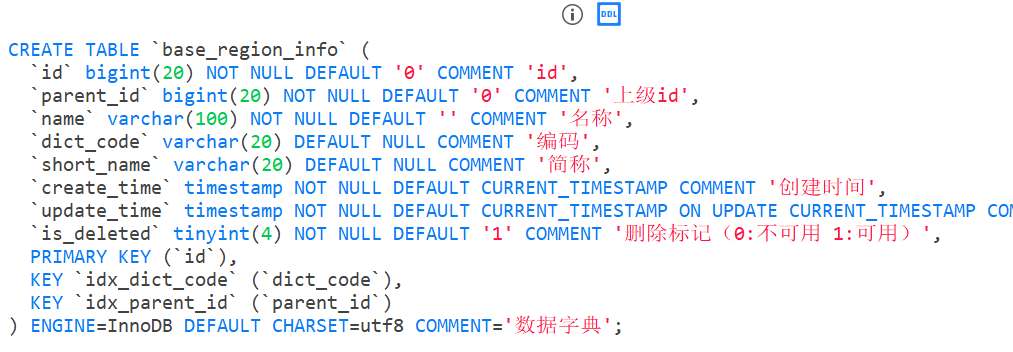 DDL
CREATE TABLE `base_region_info` (
  `id` bigint(20) NOT NULL DEFAULT '0' COMMENT 'id',
  `parent_id` bigint(20) NOT NULL DEFAULT '0' COMMENT '上级id',
  `name` varchar(100) NOT NULL DEFAULT '' COMMENT '名称',
  `dict_code` varchar(20) DEFAULT NULL COMMENT '编码',
  `short_name` varchar(20) DEFAULT NULL COMMENT '简称',
  `create_time` timestamp NOT NULL DEFAULT CURRENT_TIMESTAMP COMMENT '创建时间',
  `update_time` timestamp NOT NULL DEFAULT CURRENT_TIMESTAMP ON UPDATE CURRENT_TIMESTAMP COM
  `is_deleted` tinyint(4) NOT NULL DEFAULT '1' COMMENT '删除标记（0:不可用 1:可用）',
  PRIMARY KEY (`id`),
  KEY `idx_dict_code` (`dict_code`),
  KEY `idx_parent_id` (`parent_id`)
) ENGINE=InnoDB DEFAULT CHARSET=utf8 COMMENT='数据字典';